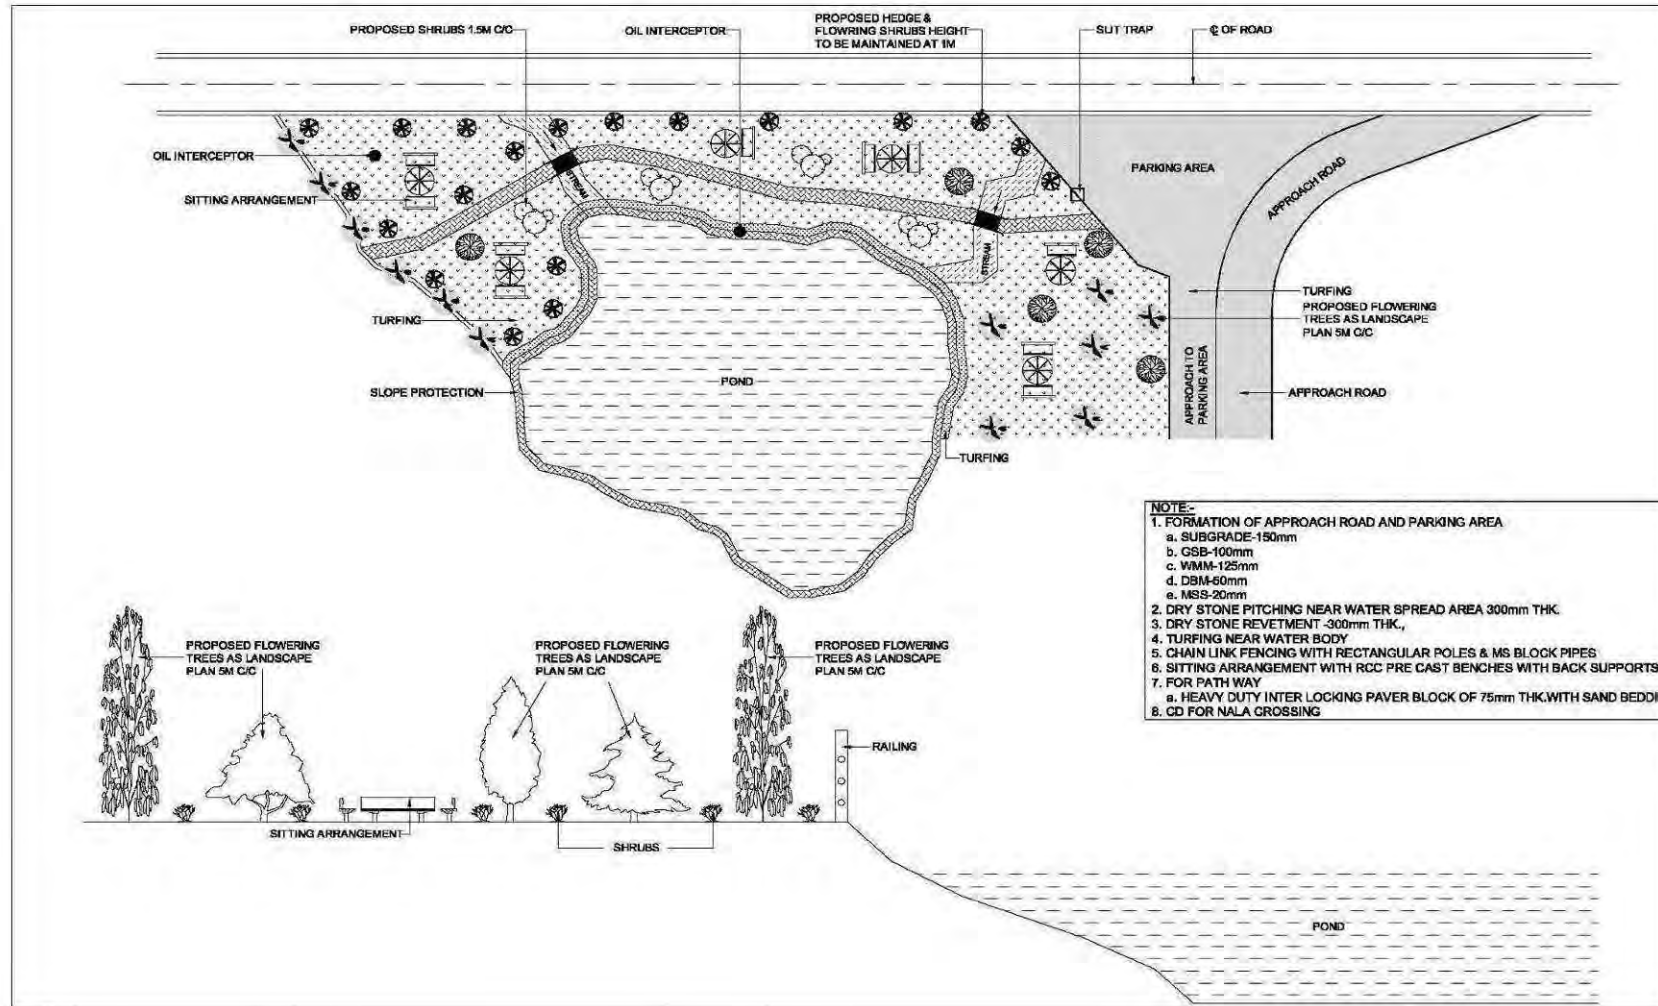 PROPOSED SHRUBS 1.5M C/C
OIL INTERCEPTOR
PROPOSED HEDGE &
FLOWRING SHRUBS HEIGHT
TO BE MAINTAINED AT 1M
SLIT TRAP
℄ OF ROAD
OIL INTERCEPTOR
SITTING ARRANGEMENT
STREAM
STREAM
PARKING AREA
APPROACH ROAD
TURFING
SLOPE PROTECTION
POND
TURFING
TURFING
PROPOSED FLOWERING
TREES AS LANDSCAPE
PLAN 5M C/C
APPROACH TO
PARKING AREA
APPROACH ROAD
NOTE:-
1. FORMATION OF APPROACH ROAD AND PARKING AREA
a. SUBGRADE-150mm
b. GSB-100mm
c. WMM-125mm
d. DBM-50mm
e. MSS-20mm
2. DRY STONE PITCHING NEAR WATER SPREAD AREA 300mm THK.
3. DRY STONE REVETMENT -300mm THK.,
4. TURFING NEAR WATER BODY
5. CHAIN LINK FENCING WITH RECTANGULAR POLES & MS BLOCK PIPES
6. SITTING ARRANGEMENT WITH RCC PRE CAST BENCHES WITH BACK SUPPORTS
7. FOR PATH WAY
a. HEAVY DUTY INTER LOCKING PAVER BLOCK OF 75mm THK.WITH SAND BEDDI
8. CD FOR NALA CROSSING
PROPOSED FLOWERING
TREES AS LANDSCAPE
PLAN 5M C/C
PROPOSED FLOWERING
TREES AS LANDSCAPE
PLAN 5M C/C
PROPOSED FLOWERING
TREES AS LANDSCAPE
PLAN 5M C/C
RAILING
SITTING ARRANGEMENT
SHRUBS
POND